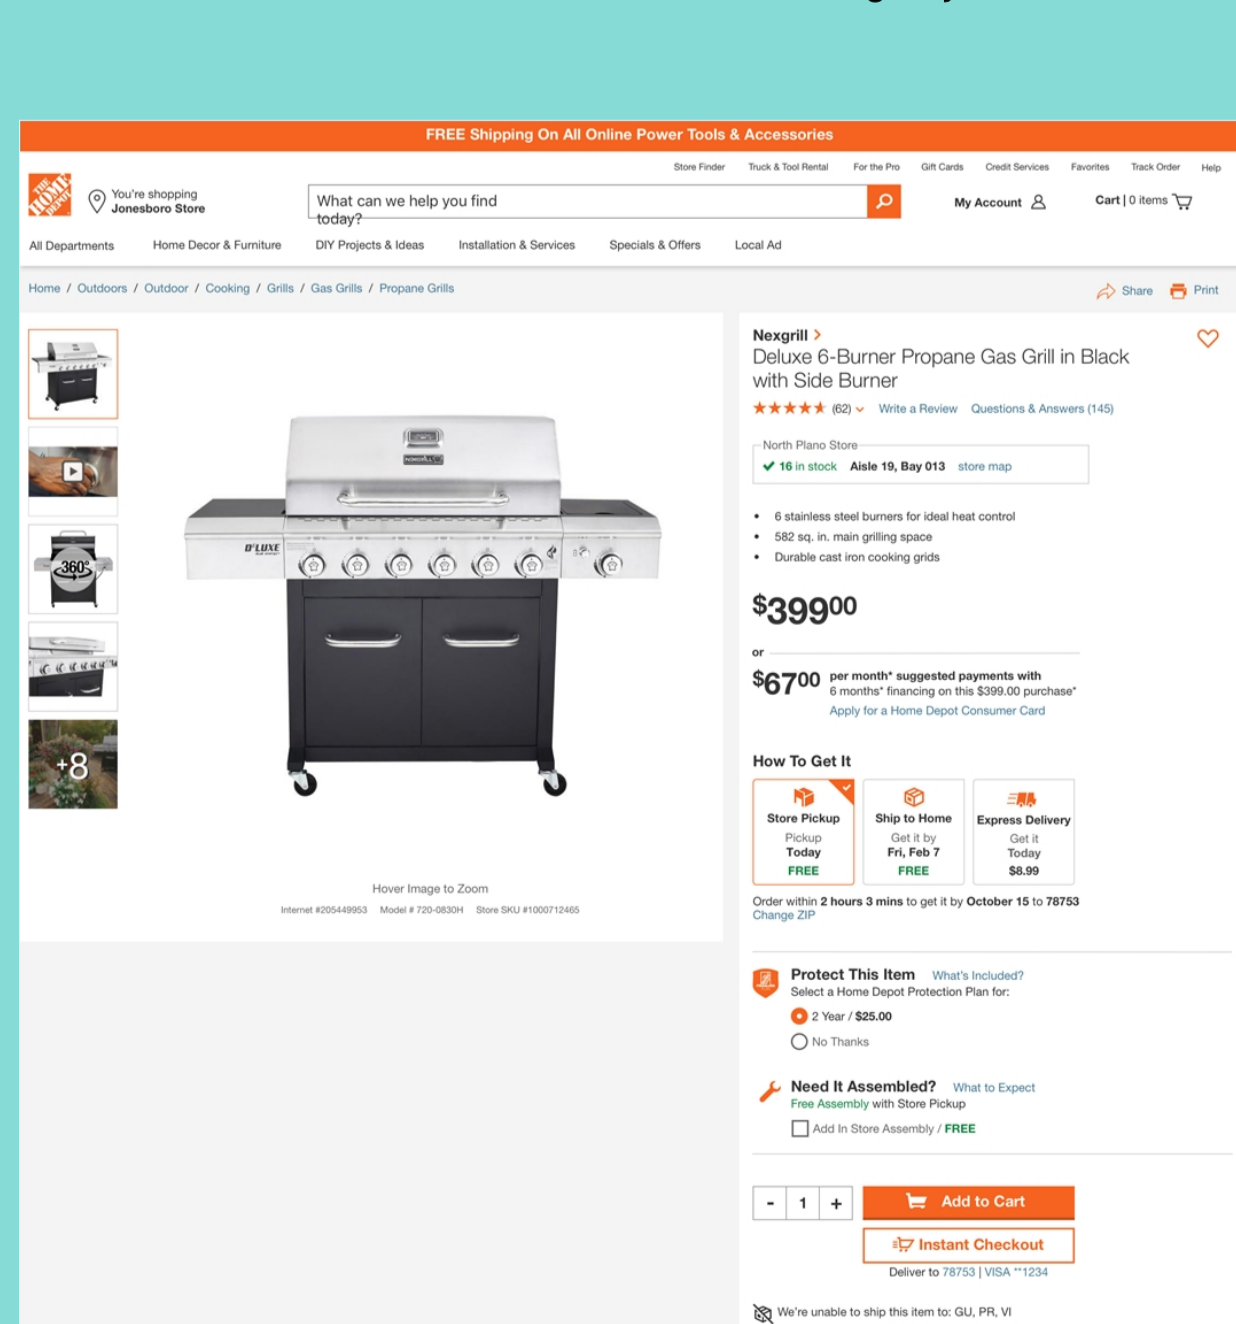 FREE Shipping On All Online Power Tools & Accessories
Store Finder Truck & Tool Rental For the Pro Gift Cards Credit Services Favorites Track Order Help
THE HOME DEPOT
You're shopping
Jonesboro Store
What can we help you find
today?
My Account
Cart | 0 items
All Departments Home Decor & Furniture DIY Projects & Ideas Installation & Services Specials & Offers Local Ad
Home / Outdoors / Outdoor / Cooking / Grills / Gas Grills / Propane Grills
Share Print
360°
+8
NEXGRILL
D*LUXE
Hover Image to Zoom
Internet #205449953 Model # 720-0830H Store SKU #1000712465
Nexgrill >
Deluxe 6-Burner Propane Gas Grill in Black
with Side Burner
(62) Write a Review Questions & Answers (145)
North Plano Store
16 in stock Aisle 19, Bay 013 store map
• 6 stainless steel burners for ideal heat control
• 582 sq. in. main grilling space
• Durable cast iron cooking grids
$39900
or
$6700 per month* suggested payments with
6 months* financing on this $399.00 purchase*
Apply for a Home Depot Consumer Card
How To Get It
Store Pickup
Pickup
Today
FREE
Ship to Home
Get it by
Fri, Feb 7
FREE
Express Delivery
Get it
Today
$8.99
Order within 2 hours 3 mins to get it by October 15 to 78753
Change ZIP
Protect This Item What's Included?
Select a Home Depot Protection Plan for:
2 Year / $25.00
No Thanks
Need It Assembled? What to Expect
Free Assembly with Store Pickup
Add In Store Assembly / FREE
- 1 +
Add to Cart
Instant Checkout
Deliver to 78753 | VISA **1234
We're unable to ship this item to: GU, PR, VI